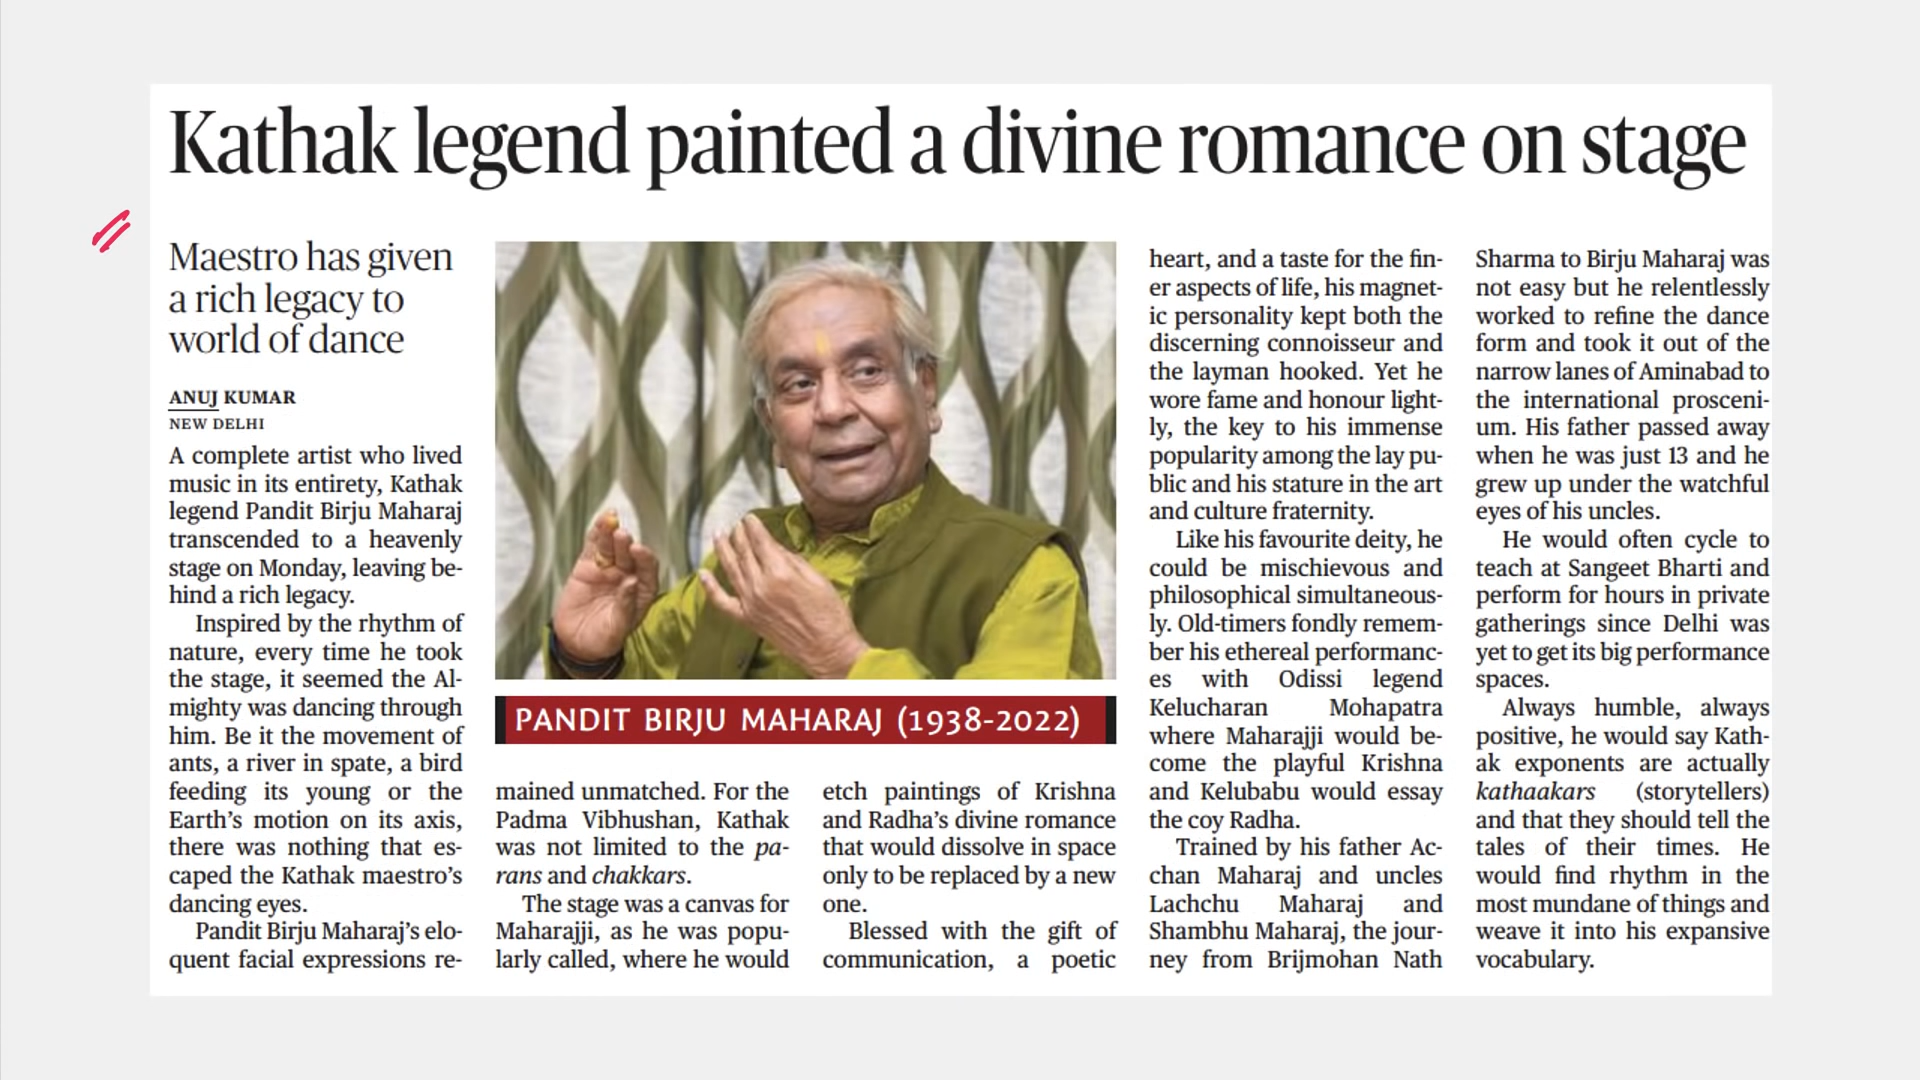 Kathak legend painted a divine romance on stage
Maestro has given
a rich legacy to
world of dance
ANUJ KUMAR
NEW DELHI
A complete artist who lived
music in its entirety, Kathak
legend Pandit Birju Maharaj
transcended to a heavenly
stage on Monday, leaving be-
hind a rich legacy.
Inspired by the rhythm of
nature, every time he took
the stage, it seemed the Al-
mighty was dancing through
him. Be it the movement of
ants, a river in spate, a bird
feeding its young or the
Earth's motion on its axis,
there was nothing that es-
caped the Kathak maestro's
dancing eyes.
Pandit Birju Maharaj's elo-
quent facial expressions re-
PANDIT BIRJU MAHARAJ (1938-2022)
mained unmatched. For the
Padma Vibhushan, Kathak
was not limited to the pa-
rans and chakkars.
The stage was a canvas for
Maharajji, as he was popu-
larly called, where he would
etch paintings of Krishna
and Radha's divine romance
that would dissolve in space
only to be replaced by a new
one.
Blessed with the gift of
communication, a poetic
heart, and a taste for the fin-
er aspects of life, his magnet-
ic personality kept both the
discerning connoisseur and
the layman hooked. Yet he
wore fame and honour light-
ly, the key to his immense
popularity among the lay pu-
blic and his stature in the art
and culture fraternity.
Like his favourite deity, he
could be mischievous and
philosophical simultaneous-
ly. Old-timers fondly remem-
ber his ethereal performanc-
es with Odissi legend
Kelucharan Mohapatra
where Maharajji would be-
come the playful Krishna
and Kelubabu would essay
the coy Radha.
Trained by his father Ac-
chan Maharaj and uncles
Lachchu Maharaj and
Shambhu Maharaj, the jour-
ney from Brijmohan Nath
Sharma to Birju Maharaj was
not easy but he relentlessly
worked to refine the dance
form and took it out of the
narrow lanes of Aminabad to
the international prosceni-
um. His father passed away
when he was just 13 and he
grew up under the watchful
eyes of his uncles.
He would often cycle to
teach at Sangeet Bharti and
perform for hours in private
gatherings since Delhi was
yet to get its big performance
spaces.
Always humble, always
positive, he would say Kath-
ak exponents are actually
kathaakars (storytellers)
and that they should tell the
tales of their times. He
would find rhythm in the
most mundane of things and
weave it into his expansive
vocabulary.